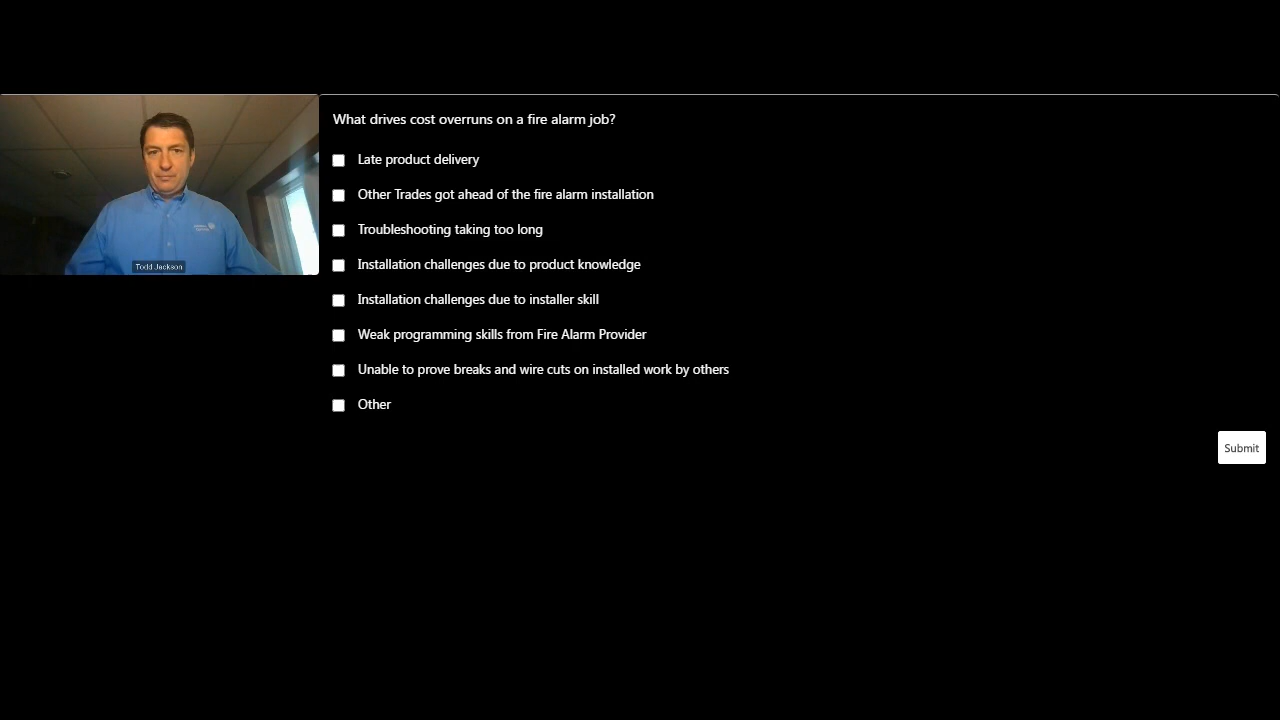 What drives cost overruns on a fire alarm job?
Late product delivery
Other Trades got ahead of the fire alarm installation
Troubleshooting taking too long
Installation challenges due to product knowledge
Installation challenges due to installer skill
Weak programming skills from Fire Alarm Provider
Unable to prove breaks and wire cuts on installed work by others
Other
Submit
Todd Jackson